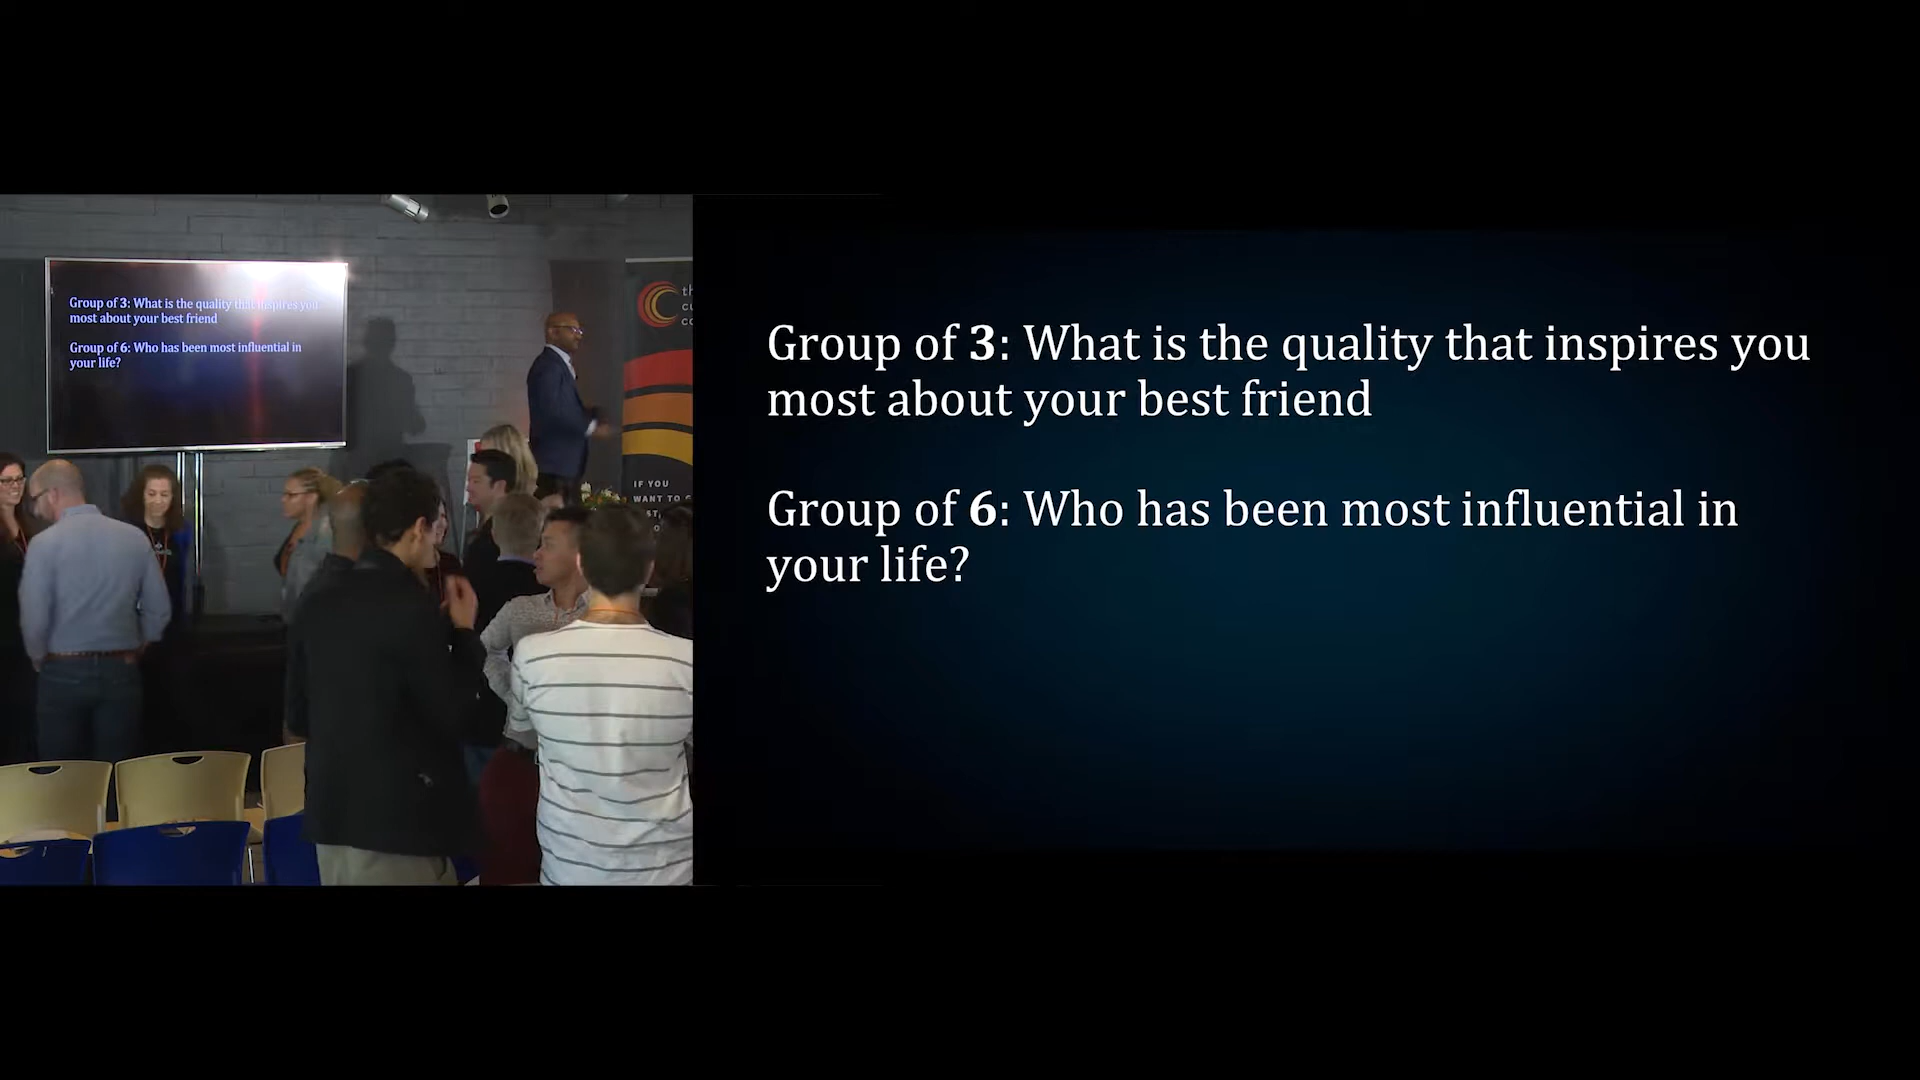 Group of 3: What is the quality that inspires you
most about your best friend
Group of 6: Who has been most influential in
your life?
Group of 3: What is the quality that inspires you
most about your best friend
Group of 6: Who has been most influential in
your life?
IF YOU
WANT TO